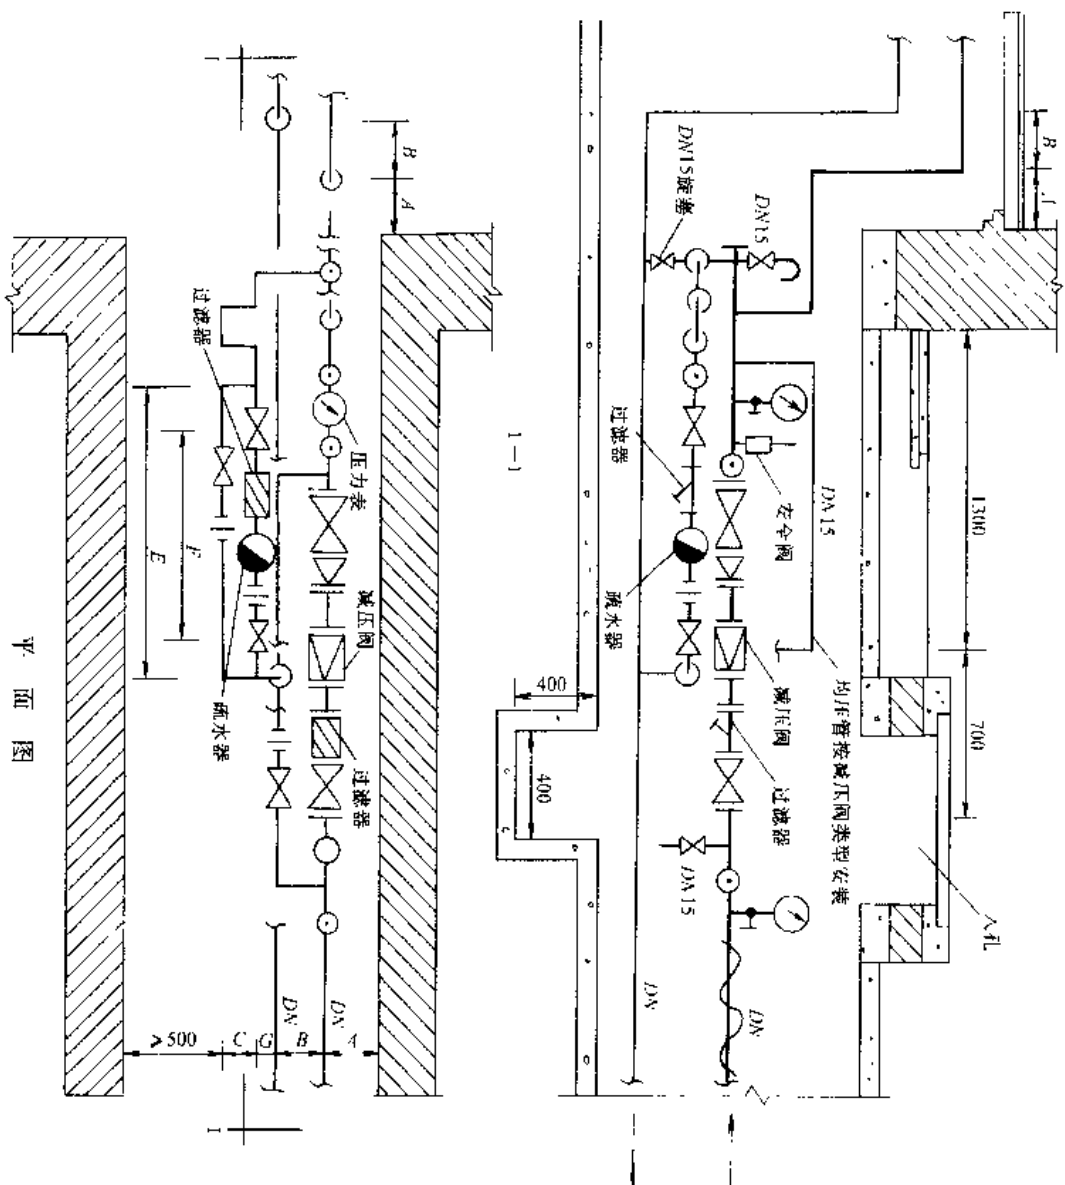 平面图
1—1
过滤器
压力表
减压阀
过滤器
疏水器
B
A
E
F
≥500
C
G
B
A
DN
DN
DN15旋塞
DN15
过滤器
疏水器
安全阀
减压阀
过滤器
DN15
DN15
均压管按减压阀类型安装
人孔
1300
700
400
400
DN
DN
B